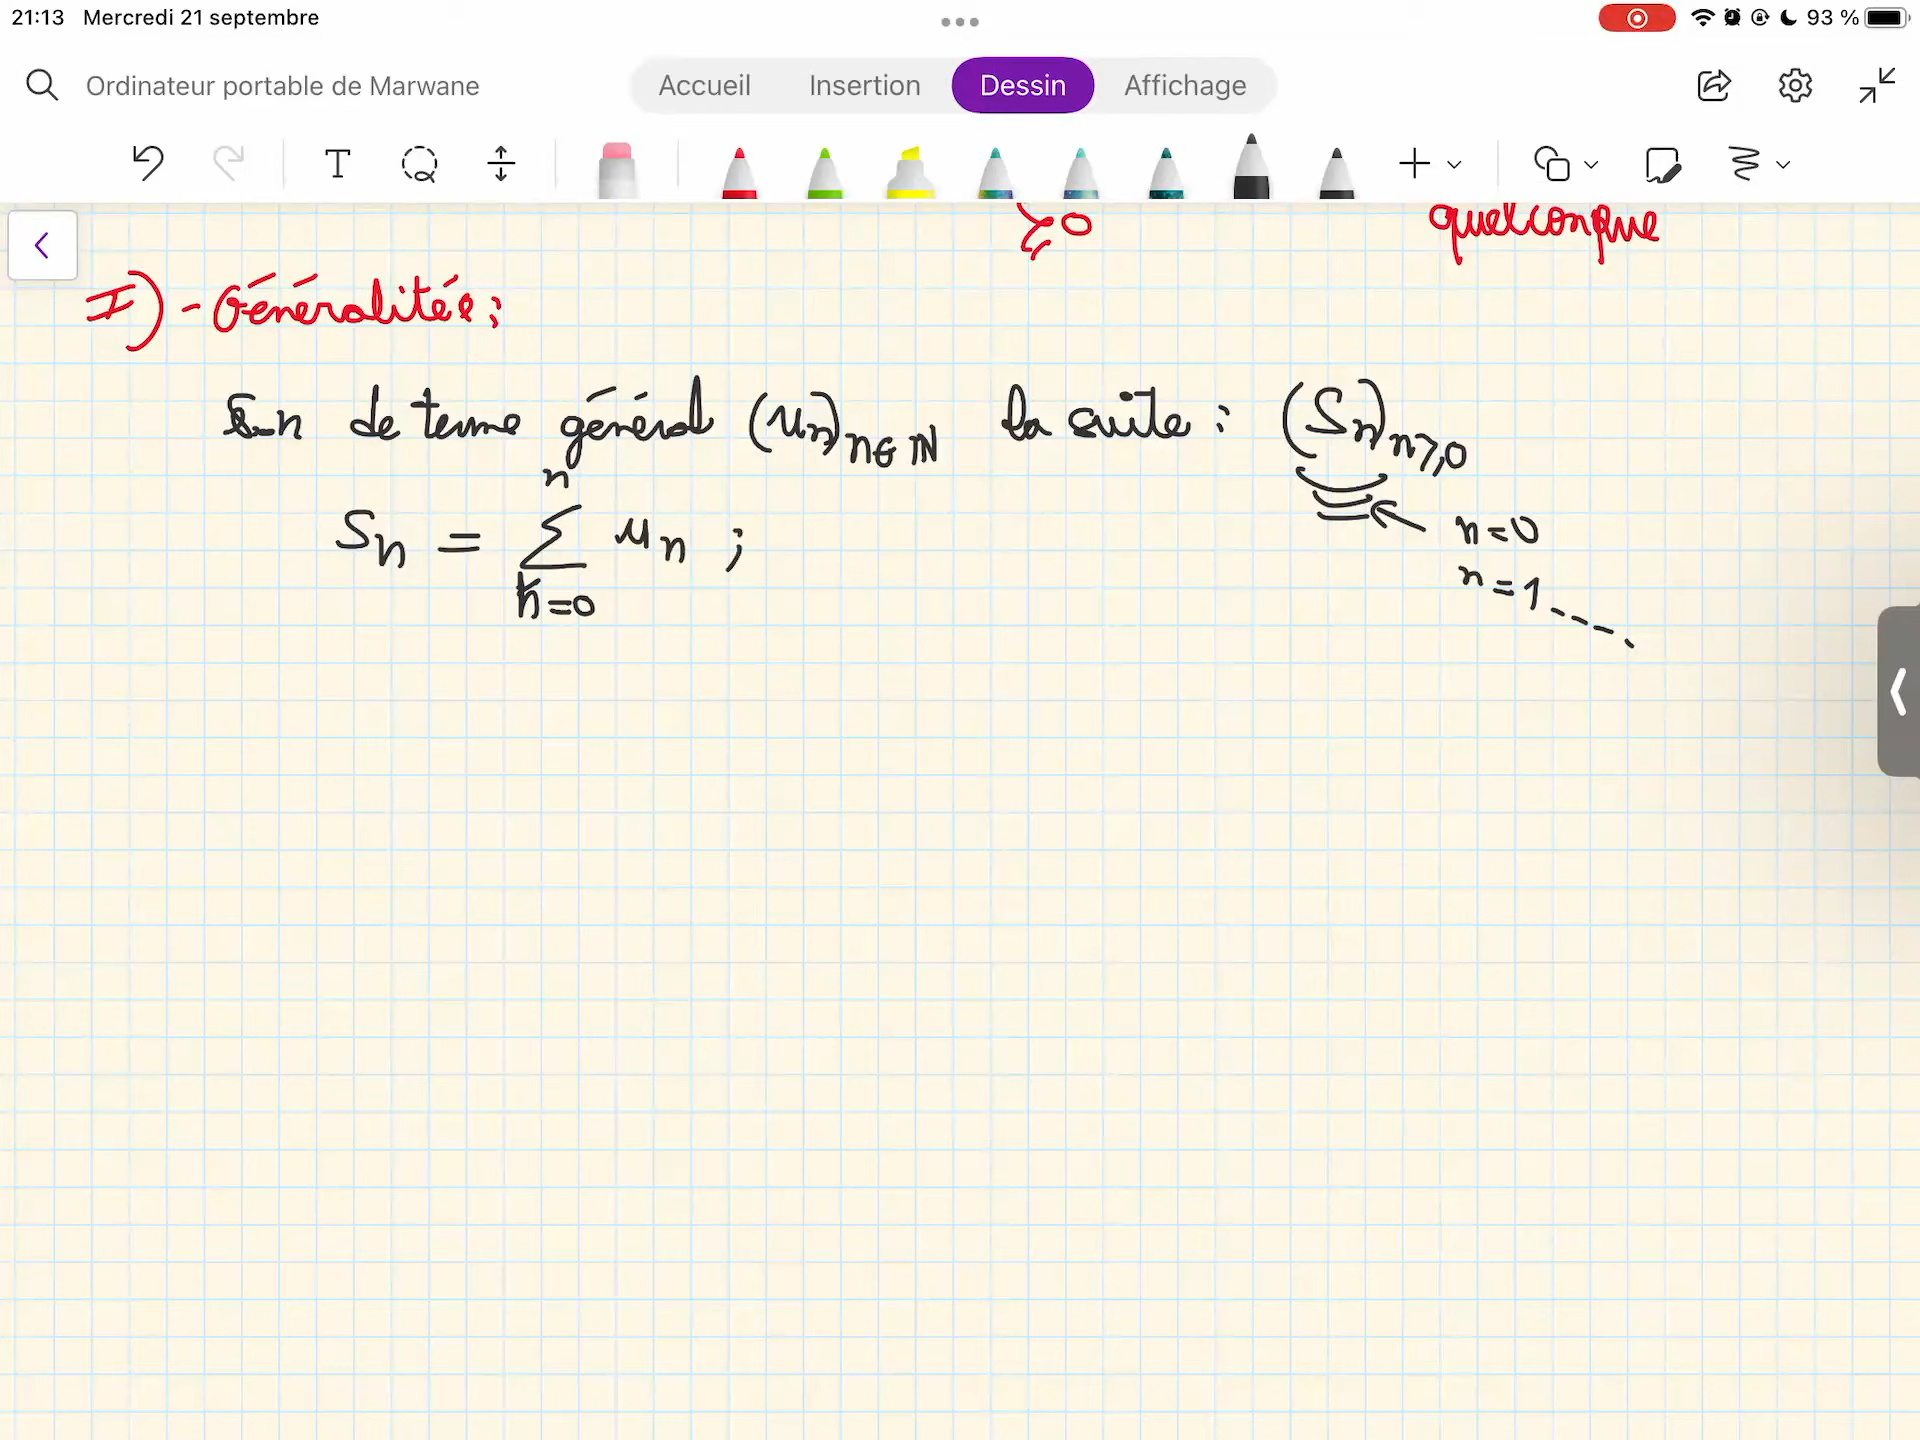 21:13 Mercredi 21 septembre 93 %
Ordinateur portable de Marwane Accueil Insertion Dessin Affichage
T
⩾0 quelconque
I) - Généralités :
S-n de terme général (Un)n∈ℕ la suite : (Sn)n⩾0
Sn = ∑ un ;
n
k=0
n=0
n=1 - - - -